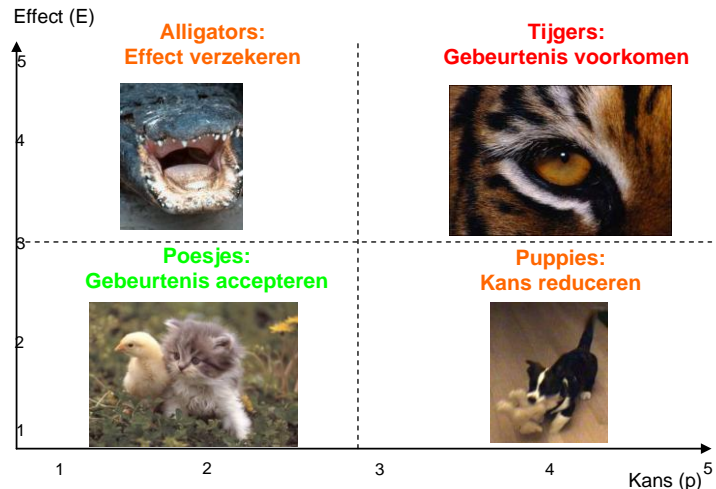 Effect (E)
Alligators:
Effect verzekeren
Tijgers:
Gebeurtenis voorkomen
5
4
3
Poesjes:
Gebeurtenis accepteren
Puppies:
Kans reduceren
2
1
1
2
3
4
5
Kans (p)